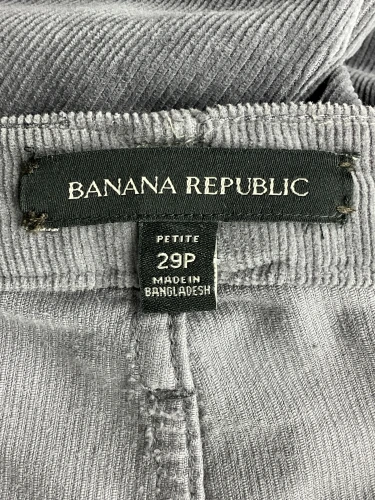 BANANA REPUBLIC
PETITE
29P
MADE IN
BANGLADESH